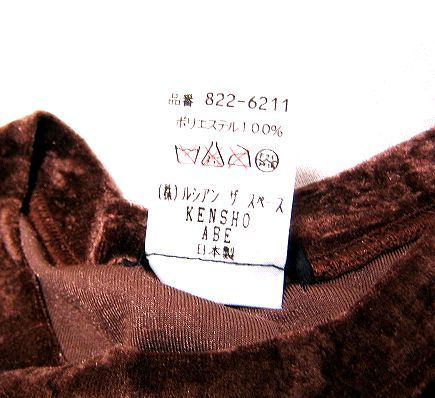 品番 822-6211
ポリエステル100%
(株)ルシアン ザ スペース
KENSHO
ABE
日本製